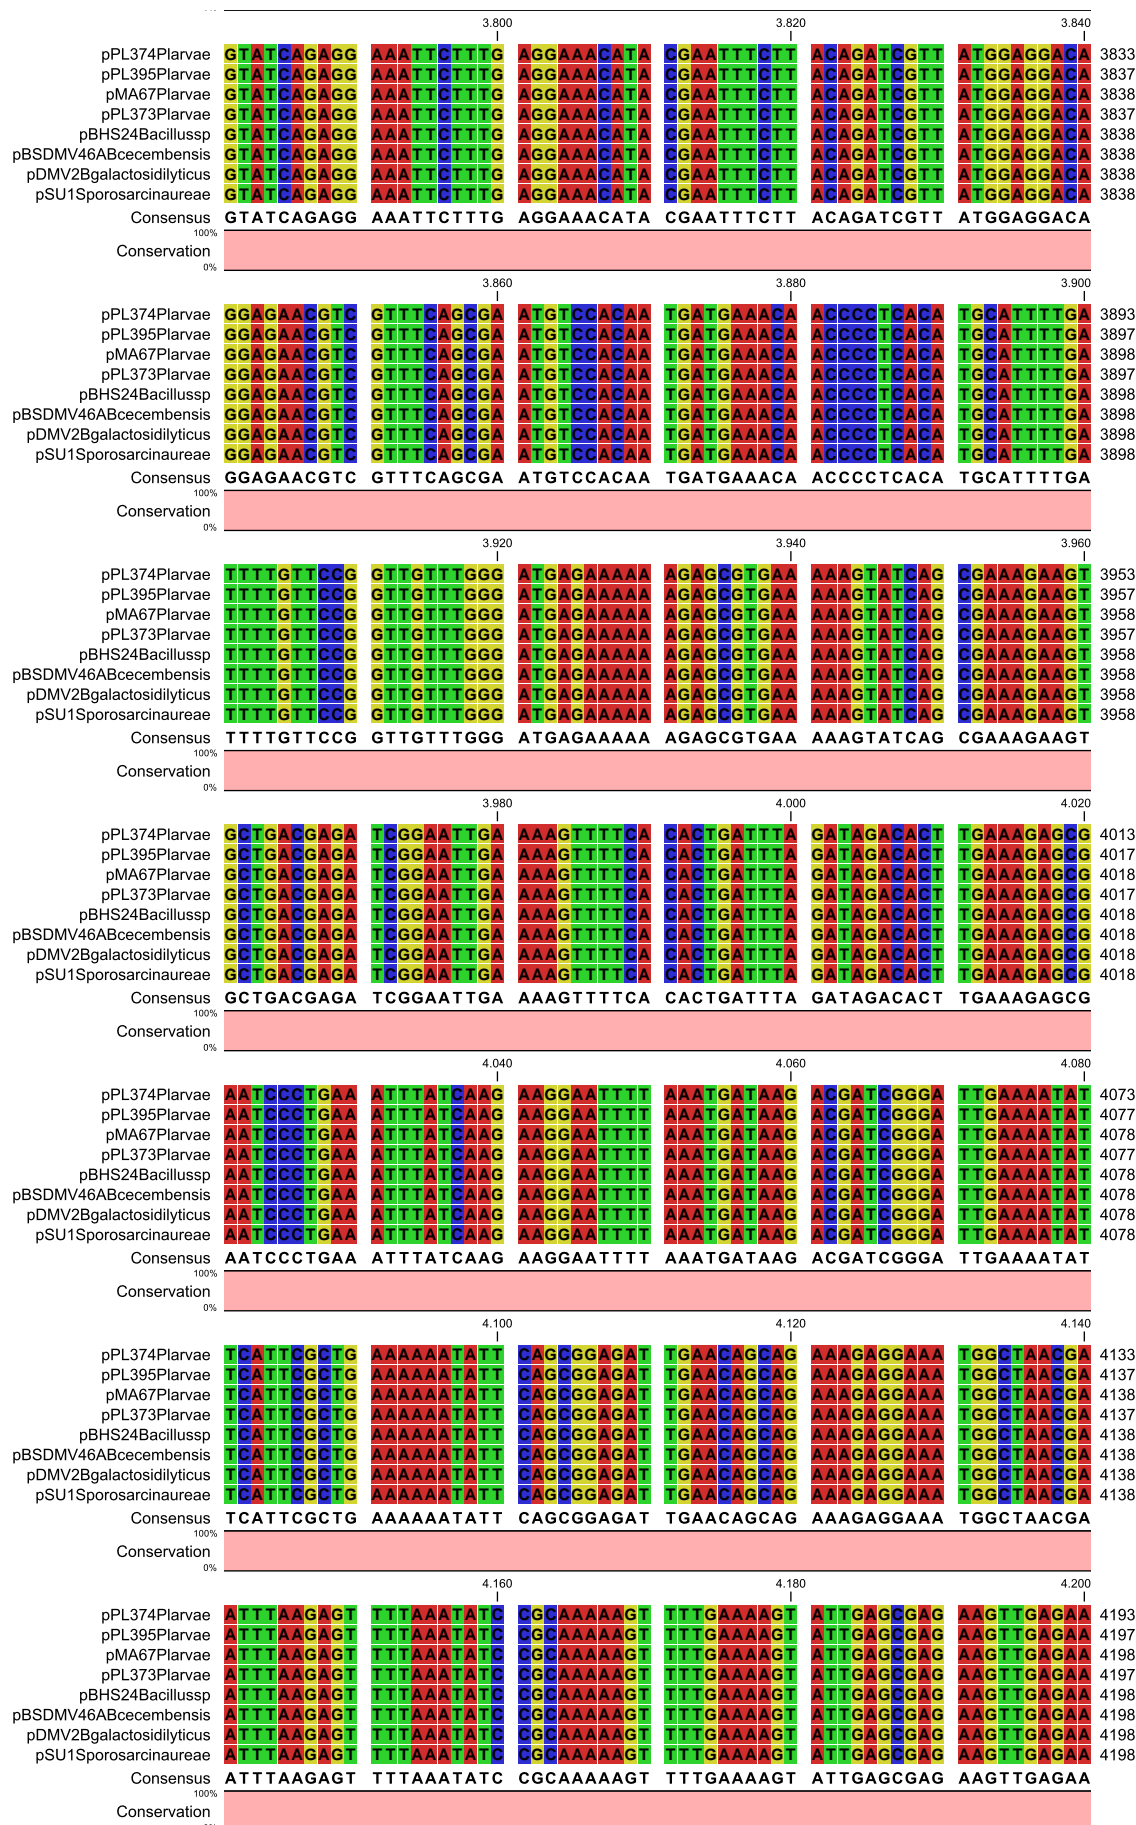 3.800 3.820 3.840
pPL374Plarvae GTATCAGAGG AAATTCTTTG AGGAAACATA CGAATTTCTT ACAGATCGTT ATGGAGGACA 3833
pPL395Plarvae GTATCAGAGG AAATTCTTTG AGGAAACATA CGAATTTCTT ACAGATCGTT ATGGAGGACA 3837
pMA67Plarvae GTATCAGAGG AAATTCTTTG AGGAAACATA CGAATTTCTT ACAGATCGTT ATGGAGGACA 3838
pPL373Plarvae GTATCAGAGG AAATTCTTTG AGGAAACATA CGAATTTCTT ACAGATCGTT ATGGAGGACA 3837
pBHS24Bacillussp GTATCAGAGG AAATTCTTTG AGGAAACATA CGAATTTCTT ACAGATCGTT ATGGAGGACA 3838
pBSDMV46ABcecembensis GTATCAGAGG AAATTCTTTG AGGAAACATA CGAATTTCTT ACAGATCGTT ATGGAGGACA 3838
pDMV2Bgalactosidilyticus GTATCAGAGG AAATTCTTTG AGGAAACATA CGAATTTCTT ACAGATCGTT ATGGAGGACA 3838
pSU1Sporosarcinaureae GTATCAGAGG AAATTCTTTG AGGAAACATA CGAATTTCTT ACAGATCGTT ATGGAGGACA 3838
Consensus GTATCAGAGG AAATTCTTTG AGGAAACATA CGAATTTCTT ACAGATCGTT ATGGAGGACA
100%
Conservation
0%
3.860 3.880 3.900
pPL374Plarvae GGAGAACGTC GTTTCAGCGA ATGTCCACAA TGATGAAACA ACCCCTCACA TGCATTTTGA 3893
pPL395Plarvae GGAGAACGTC GTTTCAGCGA ATGTCCACAA TGATGAAACA ACCCCTCACA TGCATTTTGA 3897
pMA67Plarvae GGAGAACGTC GTTTCAGCGA ATGTCCACAA TGATGAAACA ACCCCTCACA TGCATTTTGA 3898
pPL373Plarvae GGAGAACGTC GTTTCAGCGA ATGTCCACAA TGATGAAACA ACCCCTCACA TGCATTTTGA 3897
pBHS24Bacillussp GGAGAACGTC GTTTCAGCGA ATGTCCACAA TGATGAAACA ACCCCTCACA TGCATTTTGA 3898
pBSDMV46ABcecembensis GGAGAACGTC GTTTCAGCGA ATGTCCACAA TGATGAAACA ACCCCTCACA TGCATTTTGA 3898
pDMV2Bgalactosidilyticus GGAGAACGTC GTTTCAGCGA ATGTCCACAA TGATGAAACA ACCCCTCACA TGCATTTTGA 3898
pSU1Sporosarcinaureae GGAGAACGTC GTTTCAGCGA ATGTCCACAA TGATGAAACA ACCCCTCACA TGCATTTTGA 3898
Consensus GGAGAACGTC GTTTCAGCGA ATGTCCACAA TGATGAAACA ACCCCTCACA TGCATTTTGA
100%
Conservation
0%
3.920 3.940 3.960
pPL374Plarvae TTTTGTTCCG GTTGTTTGGG ATGAGAAAAA AGAGCGTGAA AAAGTATCAG CGAAAGAAGT 3953
pPL395Plarvae TTTTGTTCCG GTTGTTTGGG ATGAGAAAAA AGAGCGTGAA AAAGTATCAG CGAAAGAAGT 3957
pMA67Plarvae TTTTGTTCCG GTTGTTTGGG ATGAGAAAAA AGAGCGTGAA AAAGTATCAG CGAAAGAAGT 3958
pPL373Plarvae TTTTGTTCCG GTTGTTTGGG ATGAGAAAAA AGAGCGTGAA AAAGTATCAG CGAAAGAAGT 3957
pBHS24Bacillussp TTTTGTTCCG GTTGTTTGGG ATGAGAAAAA AGAGCGTGAA AAAGTATCAG CGAAAGAAGT 3958
pBSDMV46ABcecembensis TTTTGTTCCG GTTGTTTGGG ATGAGAAAAA AGAGCGTGAA AAAGTATCAG CGAAAGAAGT 3958
pDMV2Bgalactosidilyticus TTTTGTTCCG GTTGTTTGGG ATGAGAAAAA AGAGCGTGAA AAAGTATCAG CGAAAGAAGT 3958
pSU1Sporosarcinaureae TTTTGTTCCG GTTGTTTGGG ATGAGAAAAA AGAGCGTGAA AAAGTATCAG CGAAAGAAGT 3958
Consensus TTTTGTTCCG GTTGTTTGGG ATGAGAAAAA AGAGCGTGAA AAAGTATCAG CGAAAGAAGT
100%
Conservation
0%
3.980 4.000 4.020
pPL374Plarvae GCTGACGAGA TCGGAATTGA AAAGTTTTCA CACTGATTTA GATAGACACT TGAAAGAGCG 4013
pPL395Plarvae GCTGACGAGA TCGGAATTGA AAAGTTTTCA CACTGATTTA GATAGACACT TGAAAGAGCG 4017
pMA67Plarvae GCTGACGAGA TCGGAATTGA AAAGTTTTCA CACTGATTTA GATAGACACT TGAAAGAGCG 4018
pPL373Plarvae GCTGACGAGA TCGGAATTGA AAAGTTTTCA CACTGATTTA GATAGACACT TGAAAGAGCG 4017
pBHS24Bacillussp GCTGACGAGA TCGGAATTGA AAAGTTTTCA CACTGATTTA GATAGACACT TGAAAGAGCG 4018
pBSDMV46ABcecembensis GCTGACGAGA TCGGAATTGA AAAGTTTTCA CACTGATTTA GATAGACACT TGAAAGAGCG 4018
pDMV2Bgalactosidilyticus GCTGACGAGA TCGGAATTGA AAAGTTTTCA CACTGATTTA GATAGACACT TGAAAGAGCG 4018
pSU1Sporosarcinaureae GCTGACGAGA TCGGAATTGA AAAGTTTTCA CACTGATTTA GATAGACACT TGAAAGAGCG 4018
Consensus GCTGACGAGA TCGGAATTGA AAAGTTTTCA CACTGATTTA GATAGACACT TGAAAGAGCG
100%
Conservation
0%
4.040 4.060 4.080
pPL374Plarvae AATCCCTGAA ATTTATCAAG AAGGAATTTT AAATGATAAG ACGATCGGGA TTGAAAATAT 4073
pPL395Plarvae AATCCCTGAA ATTTATCAAG AAGGAATTTT AAATGATAAG ACGATCGGGA TTGAAAATAT 4077
pMA67Plarvae AATCCCTGAA ATTTATCAAG AAGGAATTTT AAATGATAAG ACGATCGGGA TTGAAAATAT 4078
pPL373Plarvae AATCCCTGAA ATTTATCAAG AAGGAATTTT AAATGATAAG ACGATCGGGA TTGAAAATAT 4077
pBHS24Bacillussp AATCCCTGAA ATTTATCAAG AAGGAATTTT AAATGATAAG ACGATCGGGA TTGAAAATAT 4078
pBSDMV46ABcecembensis AATCCCTGAA ATTTATCAAG AAGGAATTTT AAATGATAAG ACGATCGGGA TTGAAAATAT 4078
pDMV2Bgalactosidilyticus AATCCCTGAA ATTTATCAAG AAGGAATTTT AAATGATAAG ACGATCGGGA TTGAAAATAT 4078
pSU1Sporosarcinaureae AATCCCTGAA ATTTATCAAG AAGGAATTTT AAATGATAAG ACGATCGGGA TTGAAAATAT 4078
Consensus AATCCCTGAA ATTTATCAAG AAGGAATTTT AAATGATAAG ACGATCGGGA TTGAAAATAT
100%
Conservation
0%
4.100 4.120 4.140
pPL374Plarvae TCATTCGCTG AAAAAATATT CAGCGGAGAT TGAACAGCAG AAAGAGGAAA TGGCTAACGA 4133
pPL395Plarvae TCATTCGCTG AAAAAATATT CAGCGGAGAT TGAACAGCAG AAAGAGGAAA TGGCTAACGA 4137
pMA67Plarvae TCATTCGCTG AAAAAATATT CAGCGGAGAT TGAACAGCAG AAAGAGGAAA TGGCTAACGA 4138
pPL373Plarvae TCATTCGCTG AAAAAATATT CAGCGGAGAT TGAACAGCAG AAAGAGGAAA TGGCTAACGA 4137
pBHS24Bacillussp TCATTCGCTG AAAAAATATT CAGCGGAGAT TGAACAGCAG AAAGAGGAAA TGGCTAACGA 4138
pBSDMV46ABcecembensis TCATTCGCTG AAAAAATATT CAGCGGAGAT TGAACAGCAG AAAGAGGAAA TGGCTAACGA 4138
pDMV2Bgalactosidilyticus TCATTCGCTG AAAAAATATT CAGCGGAGAT TGAACAGCAG AAAGAGGAAA TGGCTAACGA 4138
pSU1Sporosarcinaureae TCATTCGCTG AAAAAATATT CAGCGGAGAT TGAACAGCAG AAAGAGGAAA TGGCTAACGA 4138
Consensus TCATTCGCTG AAAAAATATT CAGCGGAGAT TGAACAGCAG AAAGAGGAAA TGGCTAACGA
100%
Conservation
0%
4.160 4.180 4.200
pPL374Plarvae ATTTAAGAGT TTTAAATATC CGCAAAAAGT TTTGAAAAGT ATTGAGCGAG AAGTTGAGAA 4193
pPL395Plarvae ATTTAAGAGT TTTAAATATC CGCAAAAAGT TTTGAAAAGT ATTGAGCGAG AAGTTGAGAA 4197
pMA67Plarvae ATTTAAGAGT TTTAAATATC CGCAAAAAGT TTTGAAAAGT ATTGAGCGAG AAGTTGAGAA 4198
pPL373Plarvae ATTTAAGAGT TTTAAATATC CGCAAAAAGT TTTGAAAAGT ATTGAGCGAG AAGTTGAGAA 4197
pBHS24Bacillussp ATTTAAGAGT TTTAAATATC CGCAAAAAGT TTTGAAAAGT ATTGAGCGAG AAGTTGAGAA 4198
pBSDMV46ABcecembensis ATTTAAGAGT TTTAAATATC CGCAAAAAGT TTTGAAAAGT ATTGAGCGAG AAGTTGAGAA 4198
pDMV2Bgalactosidilyticus ATTTAAGAGT TTTAAATATC CGCAAAAAGT TTTGAAAAGT ATTGAGCGAG AAGTTGAGAA 4198
pSU1Sporosarcinaureae ATTTAAGAGT TTTAAATATC CGCAAAAAGT TTTGAAAAGT ATTGAGCGAG AAGTTGAGAA 4198
Consensus ATTTAAGAGT TTTAAATATC CGCAAAAAGT TTTGAAAAGT ATTGAGCGAG AAGTTGAGAA
100%
Conservation